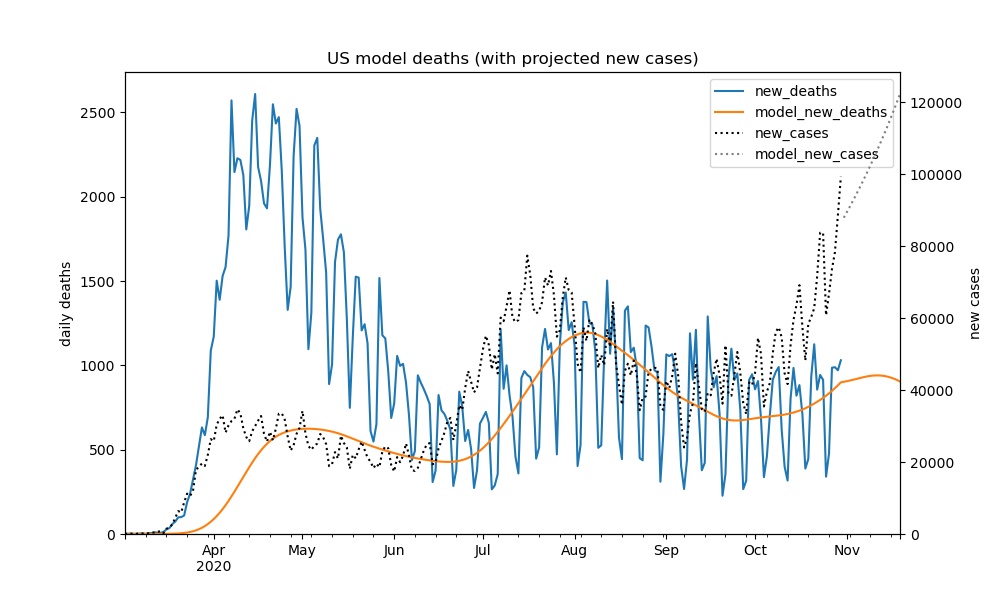 US model deaths (with projected new cases)
new_deaths
model_new_deaths
new_cases
model_new_cases
daily deaths
new cases
2500
2000
1500
1000
500
0
120000
100000
80000
60000
40000
20000
0
Apr May Jun Jul Aug Sep Oct Nov
2020